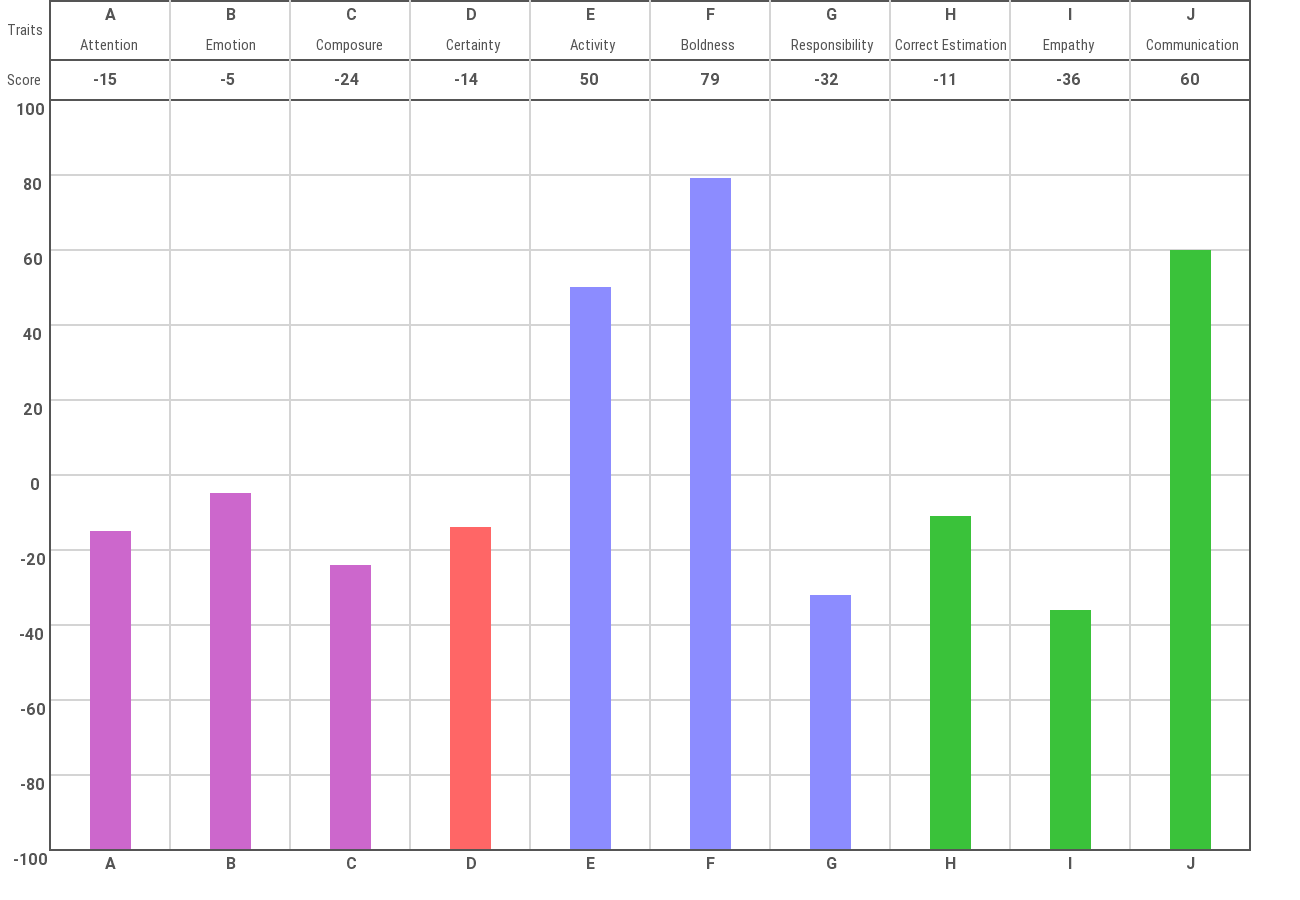 A B C D E F G H I J
Traits
Attention Emotion Composure Certainty Activity Boldness Responsibility Correct Estimation Empathy Communication
Score -15 -5 -24 -14 50 79 -32 -11 -36 60
100
80
60
40
20
0
-20
-40
-60
-80
-100
A B C D E F G H I J